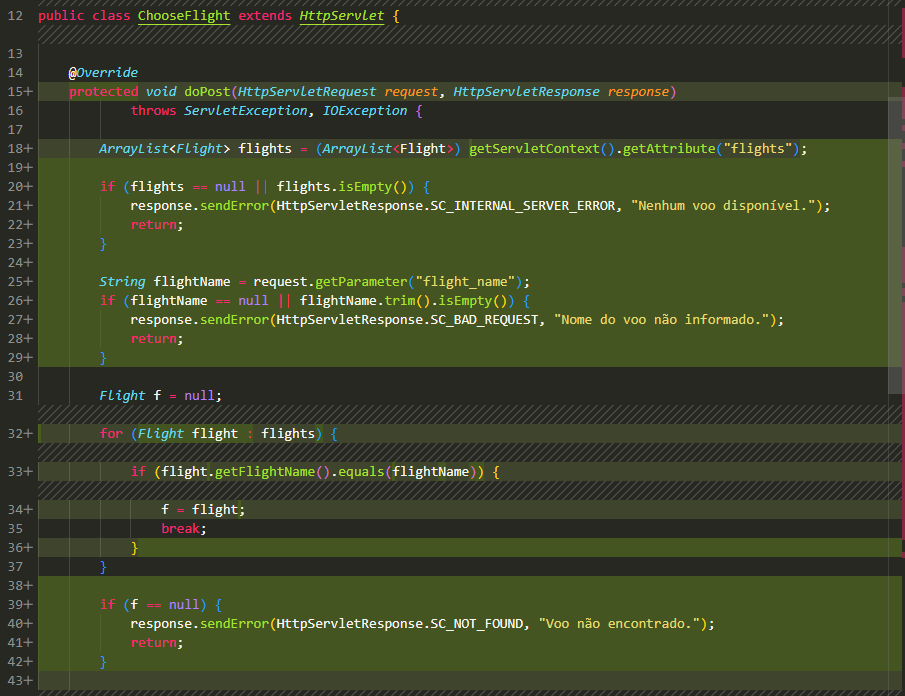 12 public class ChooseFlight extends HttpServlet {
13
14 @Override
15+ protected void doPost(HttpServletRequest request, HttpServletResponse response)
16 throws ServletException, IOException {
17
18+ ArrayList<Flight> flights = (ArrayList<Flight>) getServletContext().getAttribute("flights");
19+
20+ if (flights == null || flights.isEmpty()) {
21+ response.sendError(HttpServletResponse.SC_INTERNAL_SERVER_ERROR, "Nenhum voo disponível.");
22+ return;
23+ }
24+
25+ String flightName = request.getParameter("flight_name");
26+ if (flightName == null || flightName.trim().isEmpty()) {
27+ response.sendError(HttpServletResponse.SC_BAD_REQUEST, "Nome do voo não informado.");
28+ return;
29+ }
30
31 Flight f = null;
32+ for (Flight flight : flights) {
33+ if (flight.getFlightName().equals(flightName)) {
34+ f = flight;
35 break;
36+ }
37 }
38+
39+ if (f == null) {
40+ response.sendError(HttpServletResponse.SC_NOT_FOUND, "Voo não encontrado.");
41+ return;
42+ }
43+